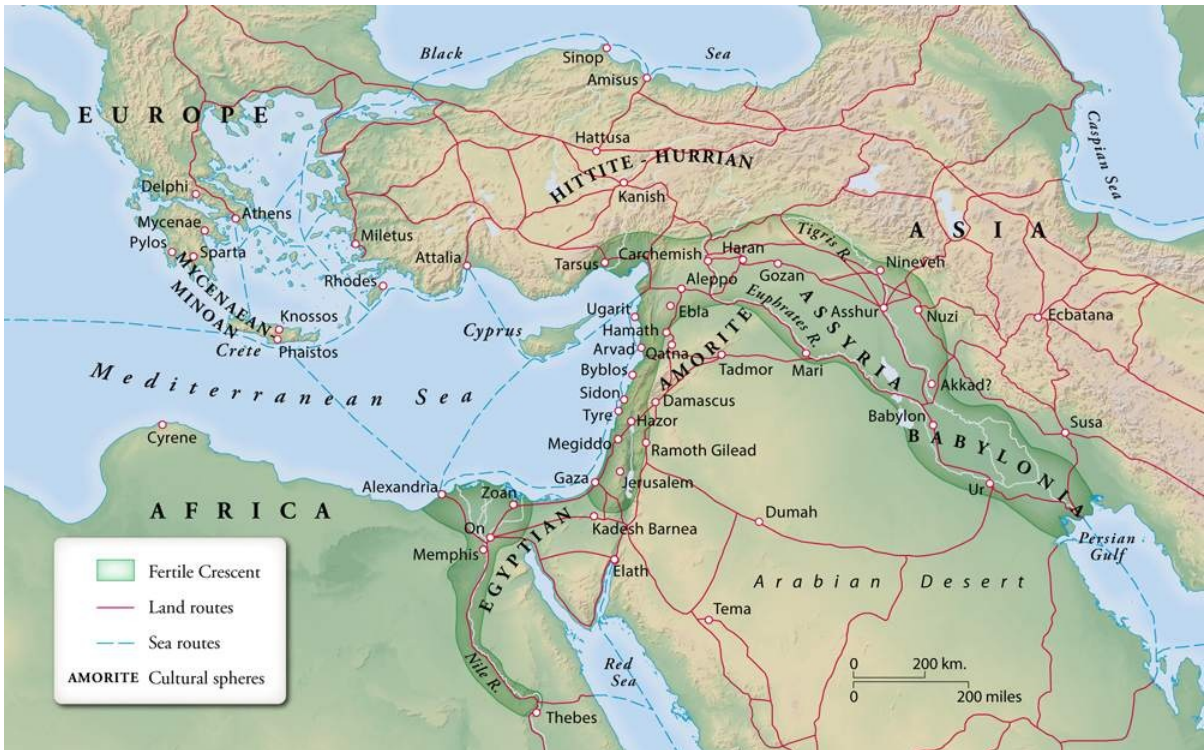 Black
Sea
Sinop
Amisus
EUROPE
Caspian Sea
Hattusa
HITTITE - HURRIAN
Kanish
Delphi
Athens
Mycenae
Pylos
Sparta
Miletus
Attalia
Tarsus
Carchemish
Haran
Gozan
Tigris R.
Nineveh
ASIA
Rhodes
MYCENAEAN
MINOAN
Knossos
Crete
Phaistos
Cyprus
Aleppo
Ugarit
Ebla
Euphrates R.
ASSYRIA
Asshur
Nuzi
Ecbatana
Hamath
Arvad
Qatna
AMORITE
Byblos
Tadmor
Mari
Akkad?
Mediterranean Sea
Sidon
Damascus
Tyre
Hazor
Babylon
BABYLONIA
Susa
Cyrene
Megiddo
Ramoth Gilead
Gaza
Jerusalem
Ur
Alexandria
Zoan
AFRICA
On
Memphis
EGYPTIAN
Kadesh Barnea
Dumah
Persian
Gulf
Elath
Arabian Desert
Tema
Nile R.
Red
Sea
Thebes
Fertile Crescent
Land routes
Sea routes
AMORITE Cultural spheres
0 200 km.
0 200 miles